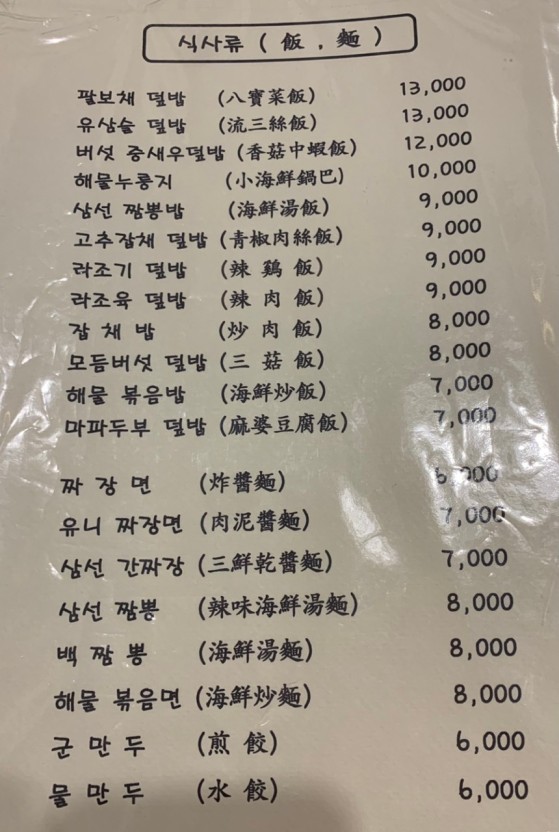 식사류 ( 飯 , 麵 )
팔보채 덮밥 (八寶菜飯) 13,000
유삼슬 덮밥 (流三絲飯) 13,000
버섯 중새우덮밥 (香菇中蝦飯) 12,000
해물누룽지 (小海鮮鍋巴) 10,000
삼선 짬뽕밥 (海鮮湯飯) 9,000
고추잡채 덮밥 (青椒肉絲飯) 9,000
라조기 덮밥 (辣 鷄 飯) 9,000
라조육 덮밥 (辣 肉 飯) 9,000
잡 채 밥 (炒 肉 飯) 8,000
모듬버섯 덮밥 (三 菇 飯) 8,000
해물 볶음밥 (海鮮炒飯) 7,000
마파두부 덮밥 (麻婆豆腐飯) 7,000
짜 장 면 (炸醬麵) 6,000
유니 짜장면 (肉泥醬麵) 7,000
삼선 간짜장 (三鮮乾醬麵) 7,000
삼선 짬뽕 (辣味海鮮湯麵) 8,000
백 짬 뽕 (海鮮湯麵) 8,000
해물 볶음면 (海鮮炒麵) 8,000
군 만 두 (煎 餃) 6,000
물 만 두 (水 餃) 6,000